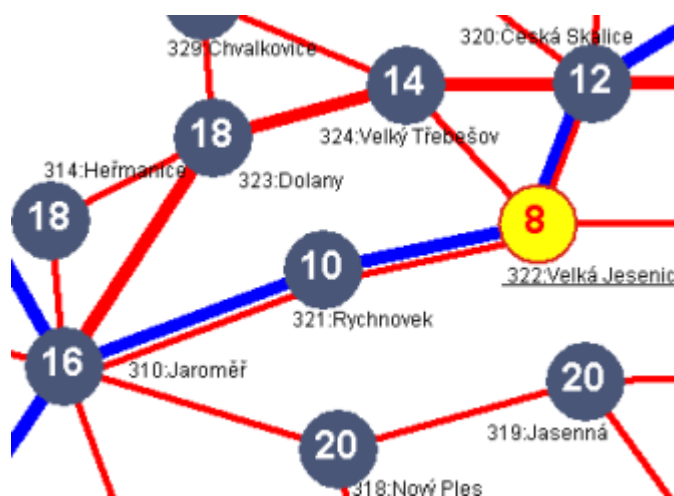 320:Česká Skalice
329:Chvalkovice
14
12
18
324:Velký Třebešov
314:Heřmanice
323:Dolany
18
8
10
322:Velká Jesenic
321:Rychnovek
16
310:Jaroměř
20
319:Jasenná
20
318:Nový Ples